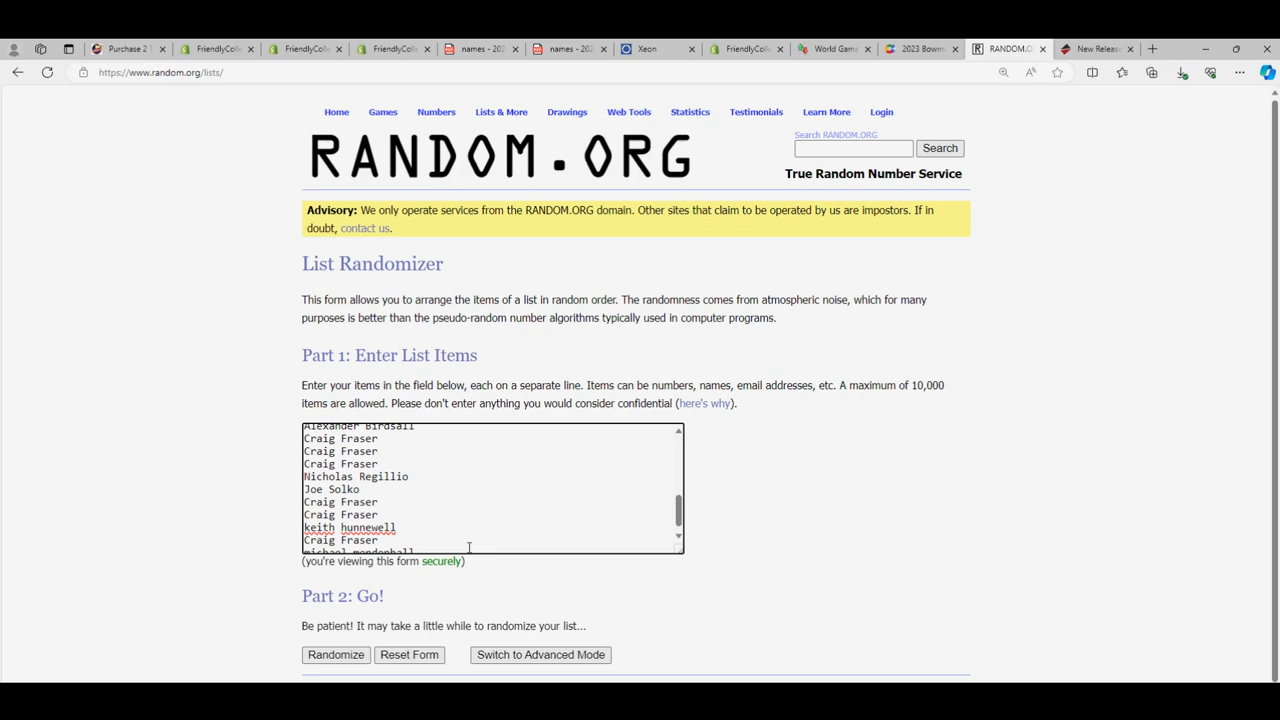 Purchase 2 T
FriendlyColle
FriendlyColle
FriendlyColle
names - 202
names - 202
Xeon
FriendlyColle
World Game
2023 Bowma
RANDOM.O
New Release
https://www.random.org/lists/
Home Games Numbers Lists & More Drawings Web Tools Statistics Testimonials Learn More Login
Search RANDOM.ORG
RANDOM.ORG
Search
True Random Number Service
Advisory: We only operate services from the RANDOM.ORG domain. Other sites that claim to be operated by us are impostors. If in
doubt, contact us.
List Randomizer
This form allows you to arrange the items of a list in random order. The randomness comes from atmospheric noise, which for many
purposes is better than the pseudo-random number algorithms typically used in computer programs.
Part 1: Enter List Items
Enter your items in the field below, each on a separate line. Items can be numbers, names, email addresses, etc. A maximum of 10,000
items are allowed. Please don't enter anything you would consider confidential (here's why).
Alexander Birdsall
Craig Fraser
Craig Fraser
Craig Fraser
Nicholas Regillio
Joe Solko
Craig Fraser
Craig Fraser
keith hunnewell
Craig Fraser
michael mendenhall
(you're viewing this form securely)
Part 2: Go!
Be patient! It may take a little while to randomize your list...
Randomize Reset Form Switch to Advanced Mode